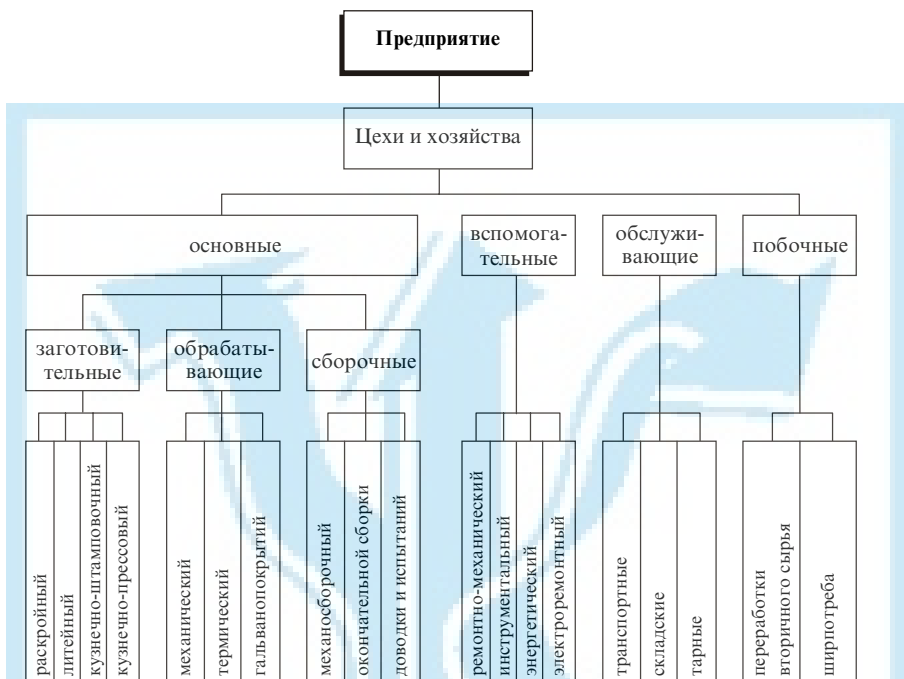 Предприятие
Цехи и хозяйства
основные
вспомога-
тельные
обслужи-
вающие
побочные
заготови-
тельные
обрабаты-
вающие
сборочные
раскройный
литейный
кузнечно-штамповочный
кузнечно-прессовый
механический
термический
гальванопокрытий
механосборочный
окончательной сборки
доводки и испытаний
ремонтно-механический
инструментальный
энергетический
электроремонтный
транспортные
складские
тарные
переработки
вторичного сырья
ширпотреба